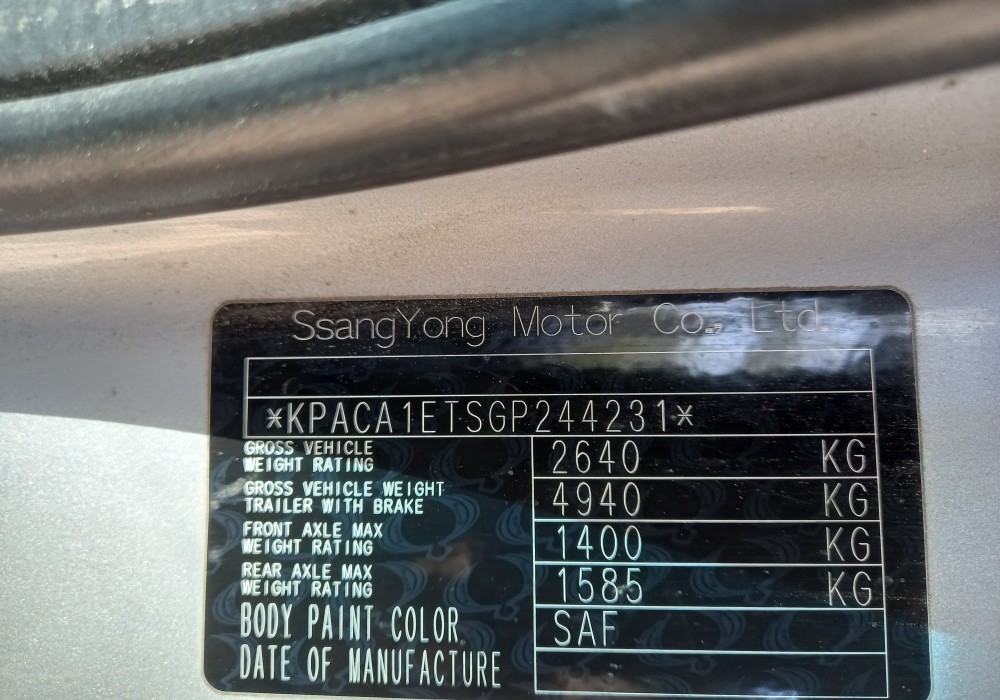 SsangYong Motor Co., Ltd.
*KPACA1ETSGP244231*
GROSS VEHICLE
WEIGHT RATING 2640 KG
GROSS VEHICLE WEIGHT
TRAILER WITH BRAKE 4940 KG
FRONT AXLE MAX
WEIGHT RATING 1400 KG
REAR AXLE MAX
WEIGHT RATING 1585 KG
BODY PAINT COLOR SAF
DATE OF MANUFACTURE